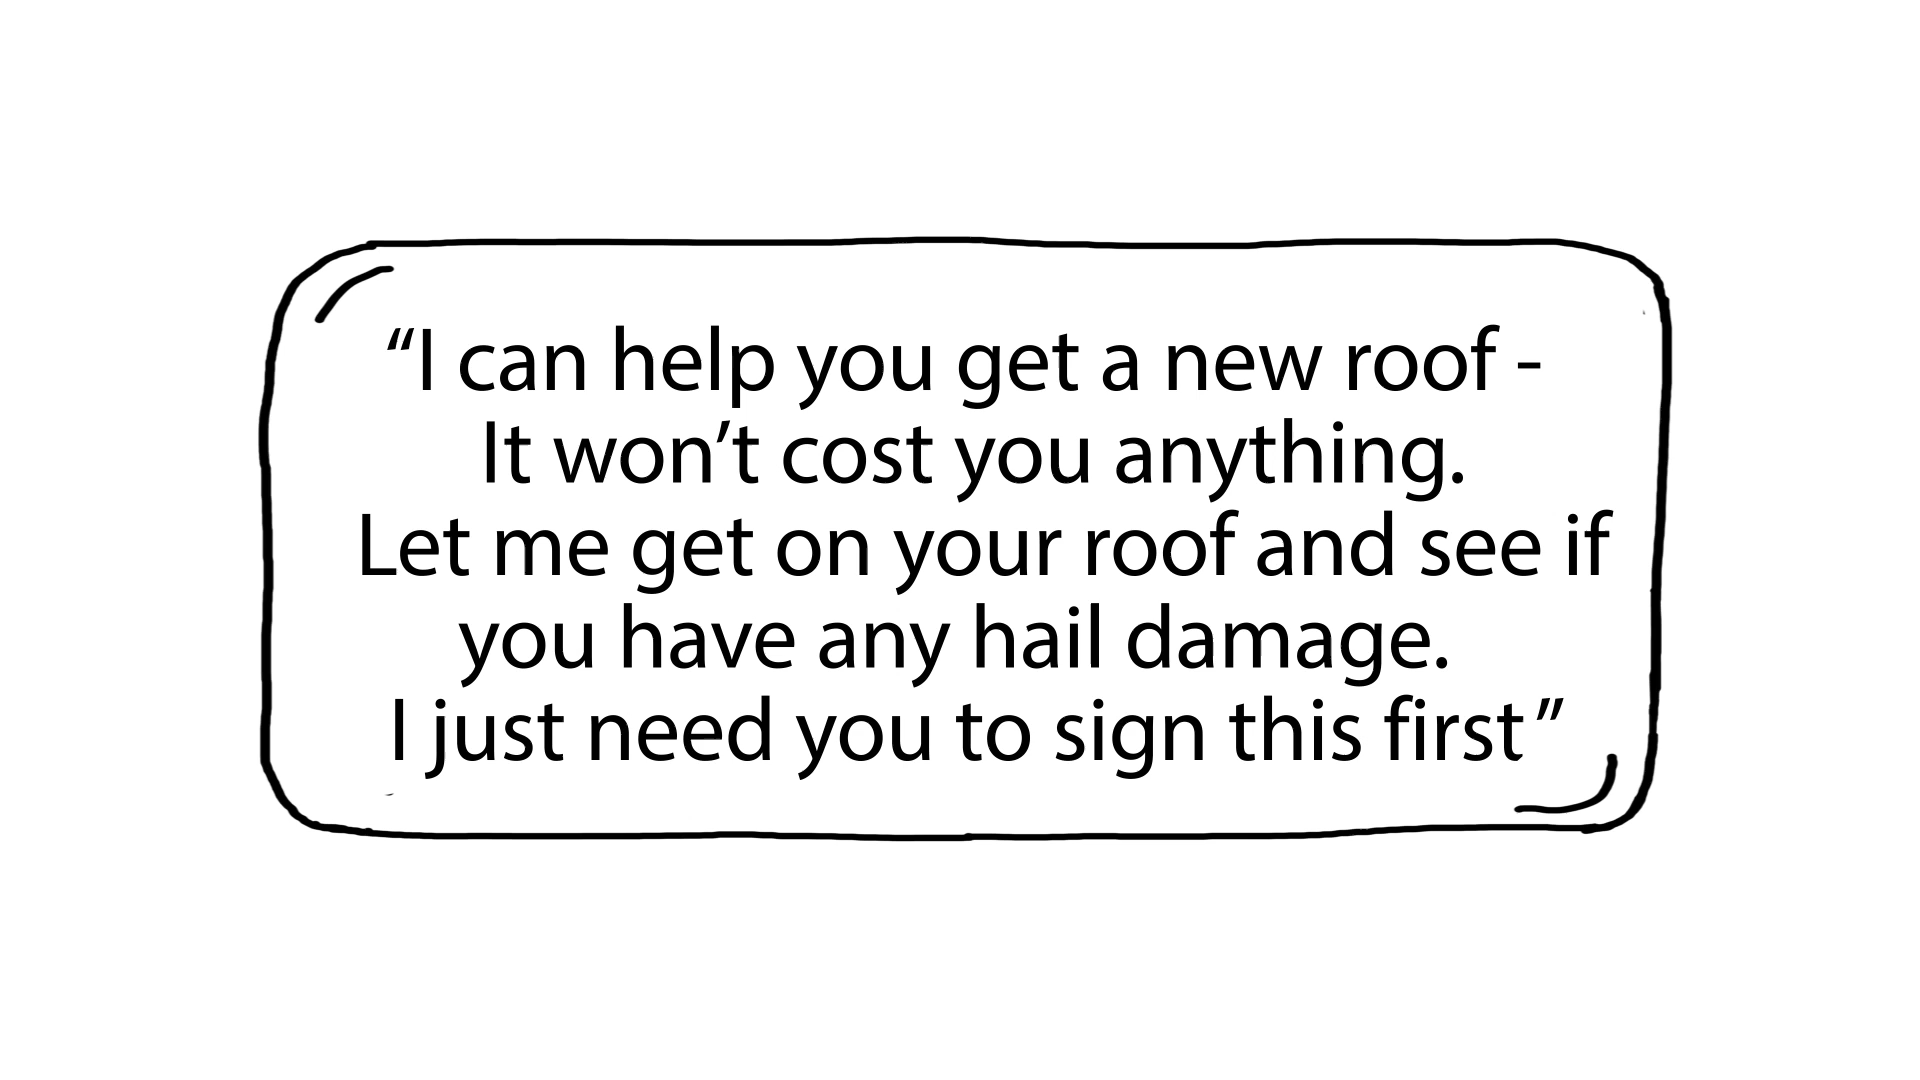 “I can help you get a new roof -
It won’t cost you anything.
Let me get on your roof and see if
you have any hail damage.
I just need you to sign this first”